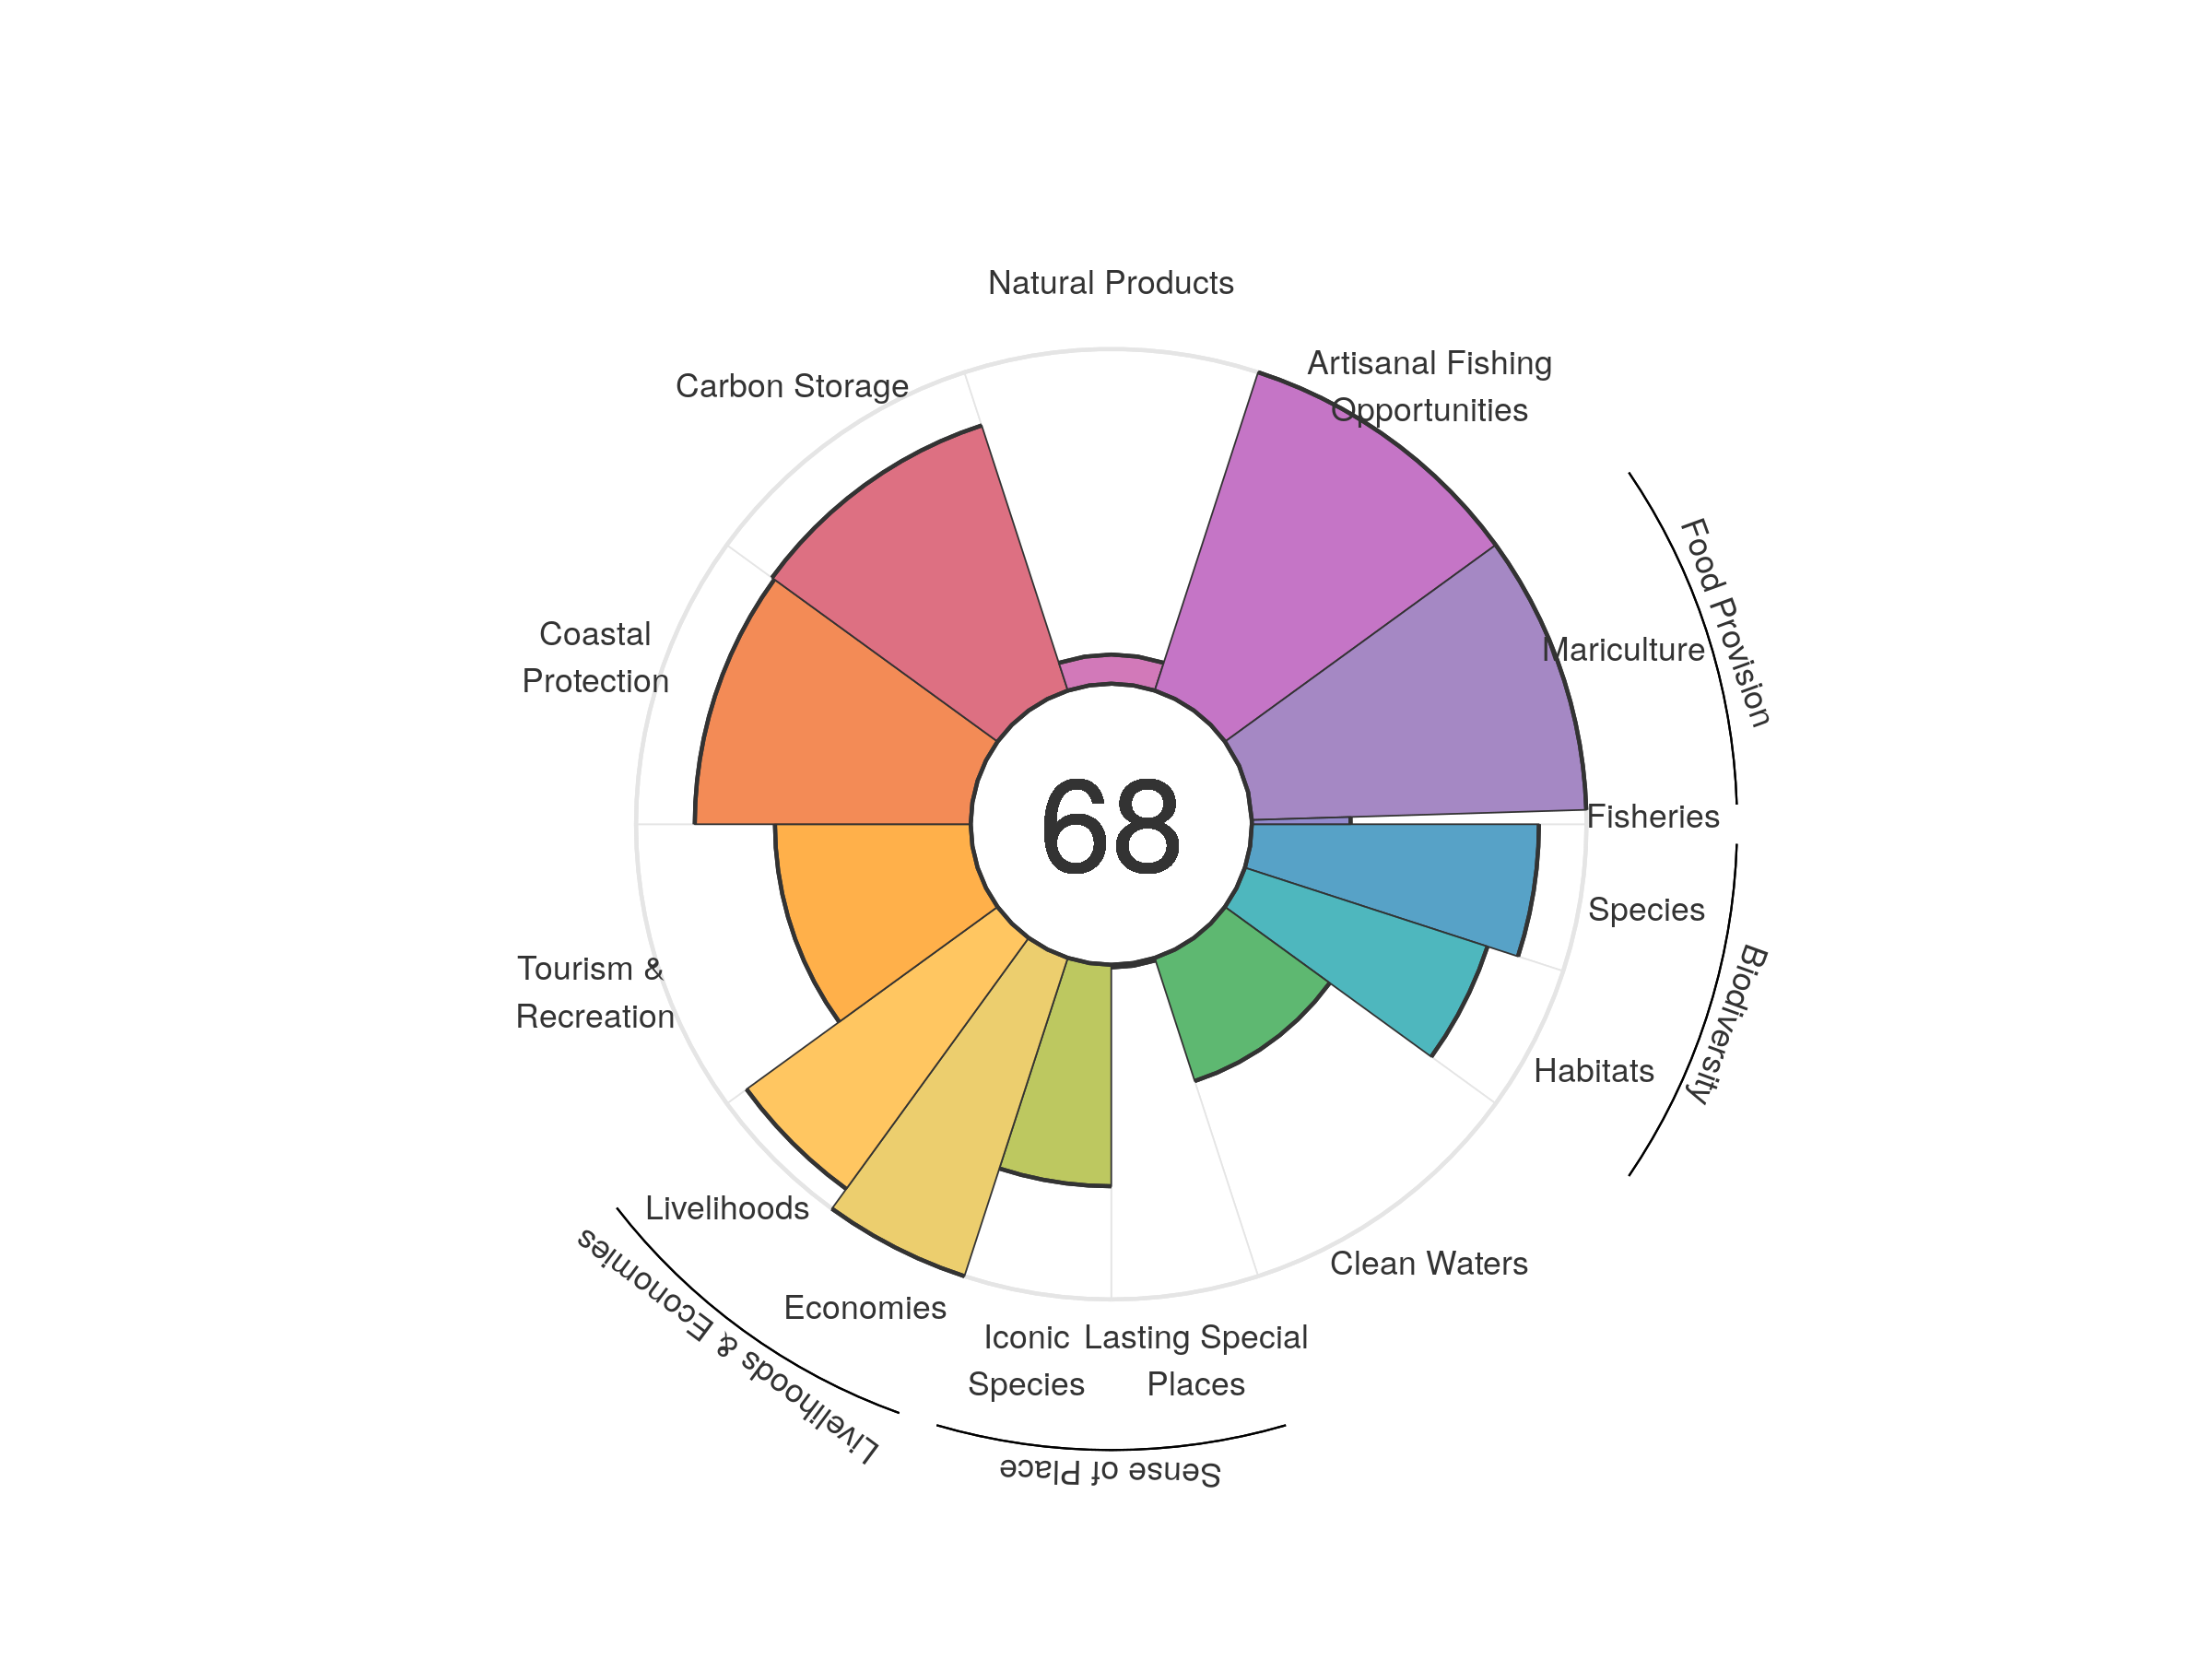 Natural Products
Artisanal Fishing
Opportunities
Carbon Storage
Food Provision
Coastal
Protection
Mariculture
68
Fisheries
Species
Tourism &
Recreation
Biodiversity
Habitats
Livelihoods
Clean Waters
Economies
Livelihoods & Economies
Iconic
Species
Lasting Special
Places
Sense of Place